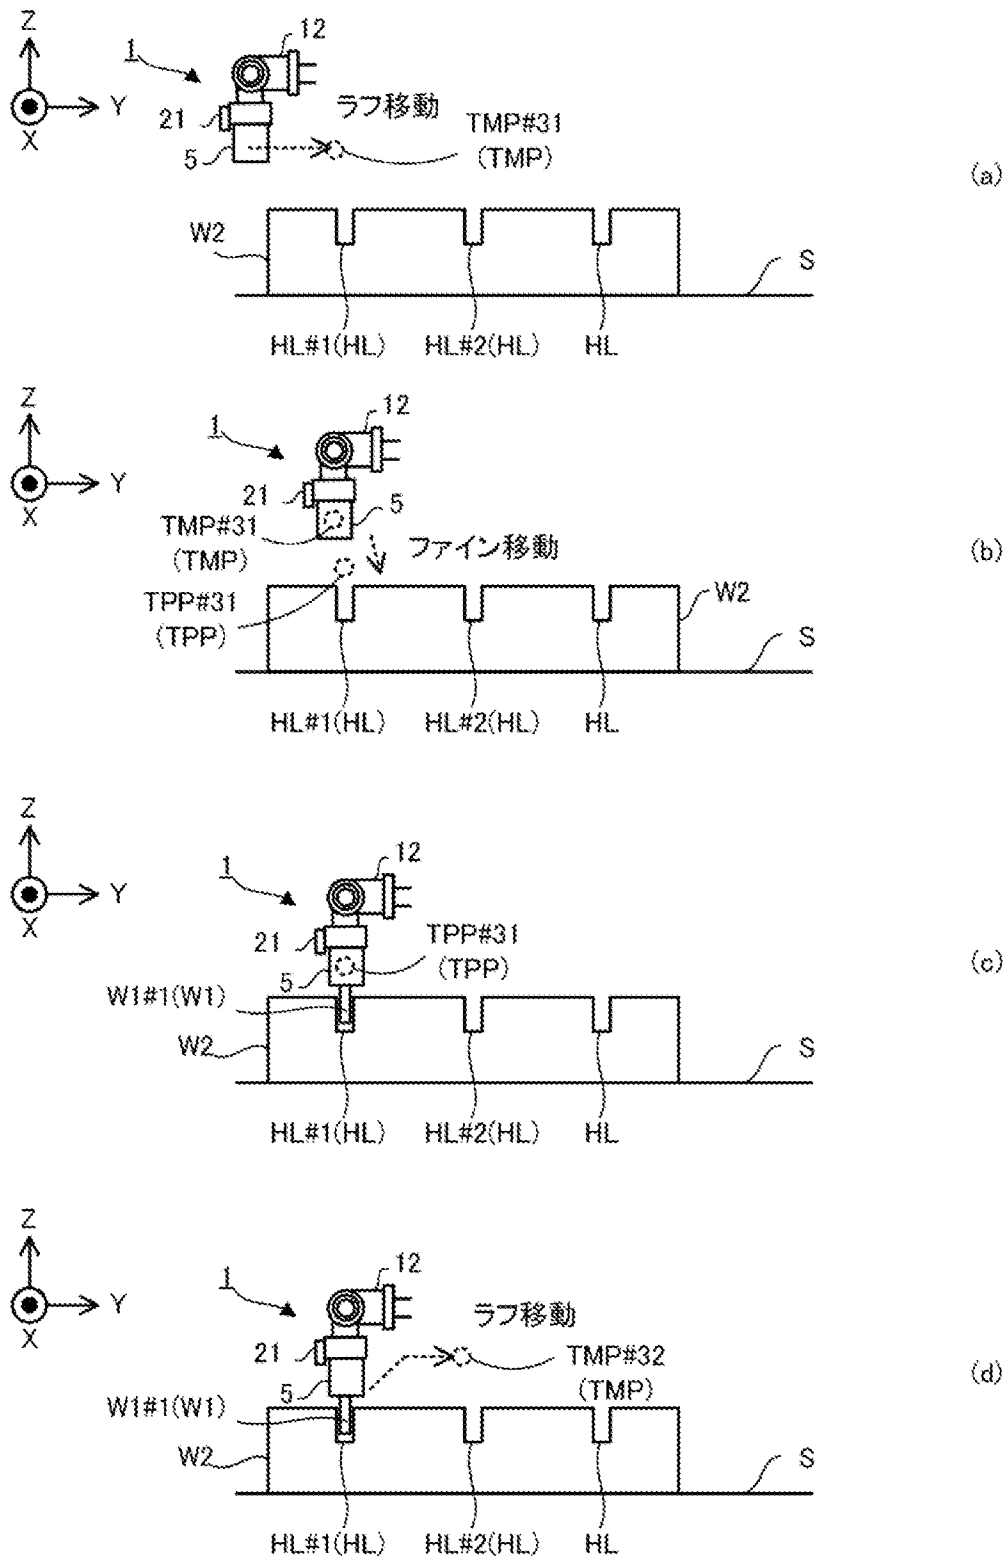 Z
12
1
Y
ラフ移動
21
TMP#31
X
5
(TMP)
(a)
W2
S
HL#1(HL)
HL#2(HL)
HL
Z
12
1
Y
21
5
X
TMP#31
(TMP)
ファイン移動
(b)
TPP#31
(TPP)
W2
S
HL#1(HL)
HL#2(HL)
HL
Z
12
1
Y
X
21
TPP#31
(TPP)
5
(c)
W1#1(W1)
W2
S
HL#1(HL)
HL#2(HL)
HL
Z
12
1
Y
ラフ移動
X
21
TMP#32
(TMP)
5
(d)
W1#1(W1)
W2
S
HL#1(HL)
HL#2(HL)
HL